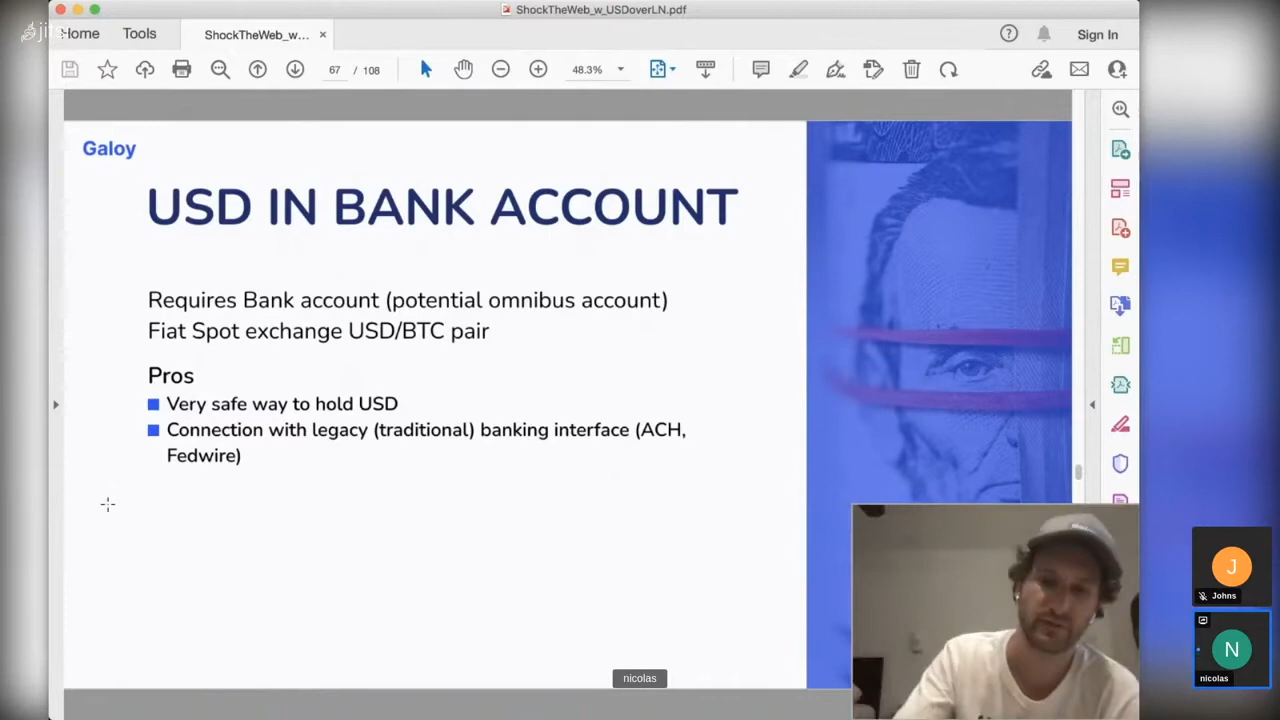 ShockTheWeb_w_USDoverLN.pdf
jit
Home
Tools
ShockTheWeb_w...
×
Sign In
67 / 108
48.3%
Galoy
USD IN BANK ACCOUNT
Requires Bank account (potential omnibus account)
Fiat Spot exchange USD/BTC pair
Pros
Very safe way to hold USD
Connection with legacy (traditional) banking interface (ACH,
Fedwire)
J
Johns
N
nicolas
nicolas